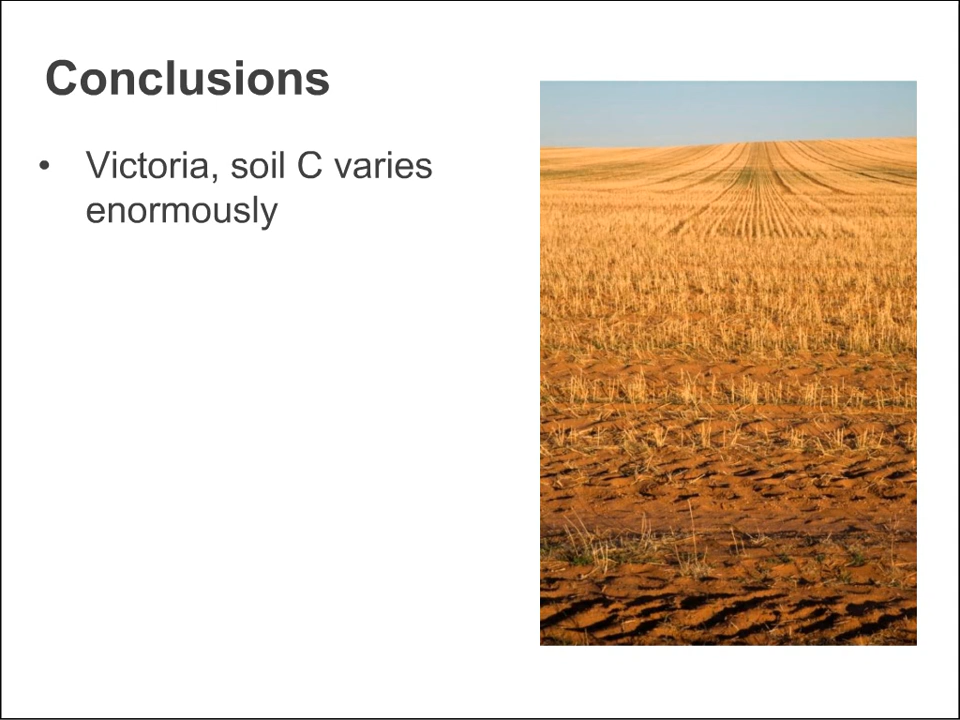 Conclusions
• Victoria, soil C varies
enormously